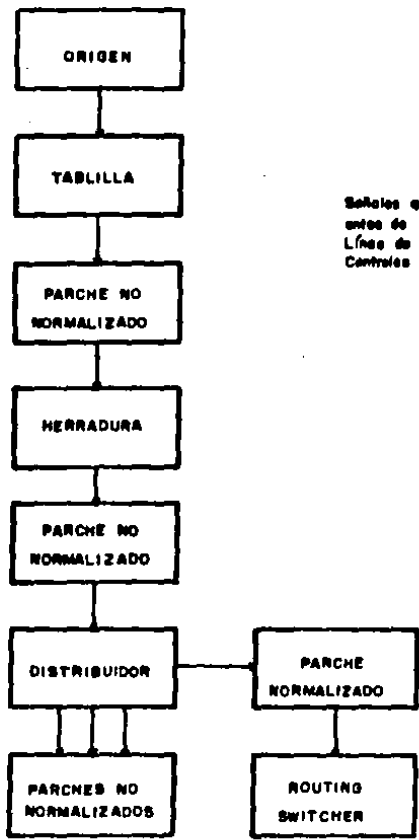 ORIGEN
TABLILLA
Señales
antes de
Línea de
Controles
PARCHE NO
NORMALIZADO
HERRADURA
PARCHE NO
NORMALIZADO
DISTRIBUIDOR
PARCHE
NORMALIZADO
PARCHES NO
NORMALIZADOS
ROUTING
SWITCHER